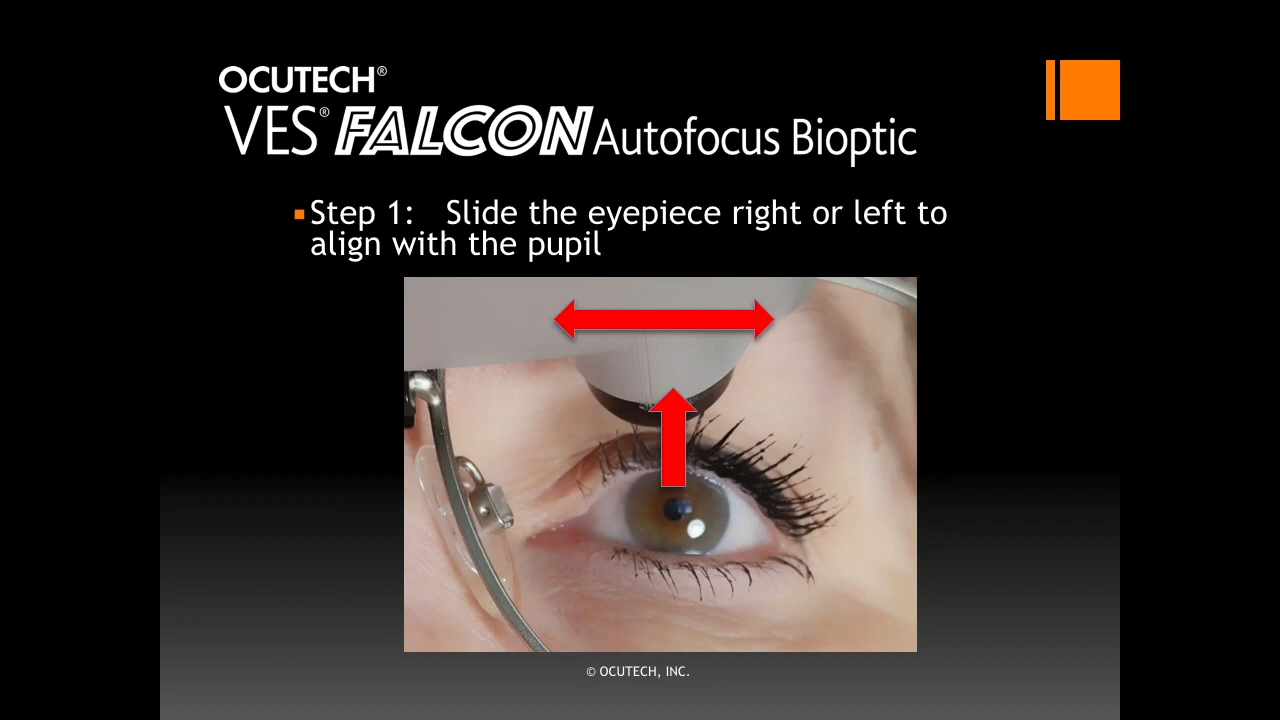 OCUTECH®
VES® FALCON Autofocus Bioptic
Step 1: Slide the eyepiece right or left to
align with the pupil
© OCUTECH, INC.